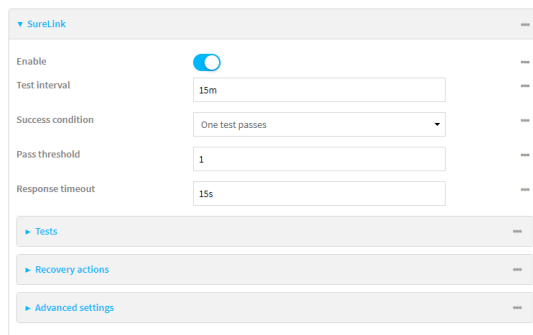 SureLink
Enable
Test interval
15m
Success condition
One test passes
Pass threshold
1
Response timeout
15s
Tests
Recovery actions
Advanced settings